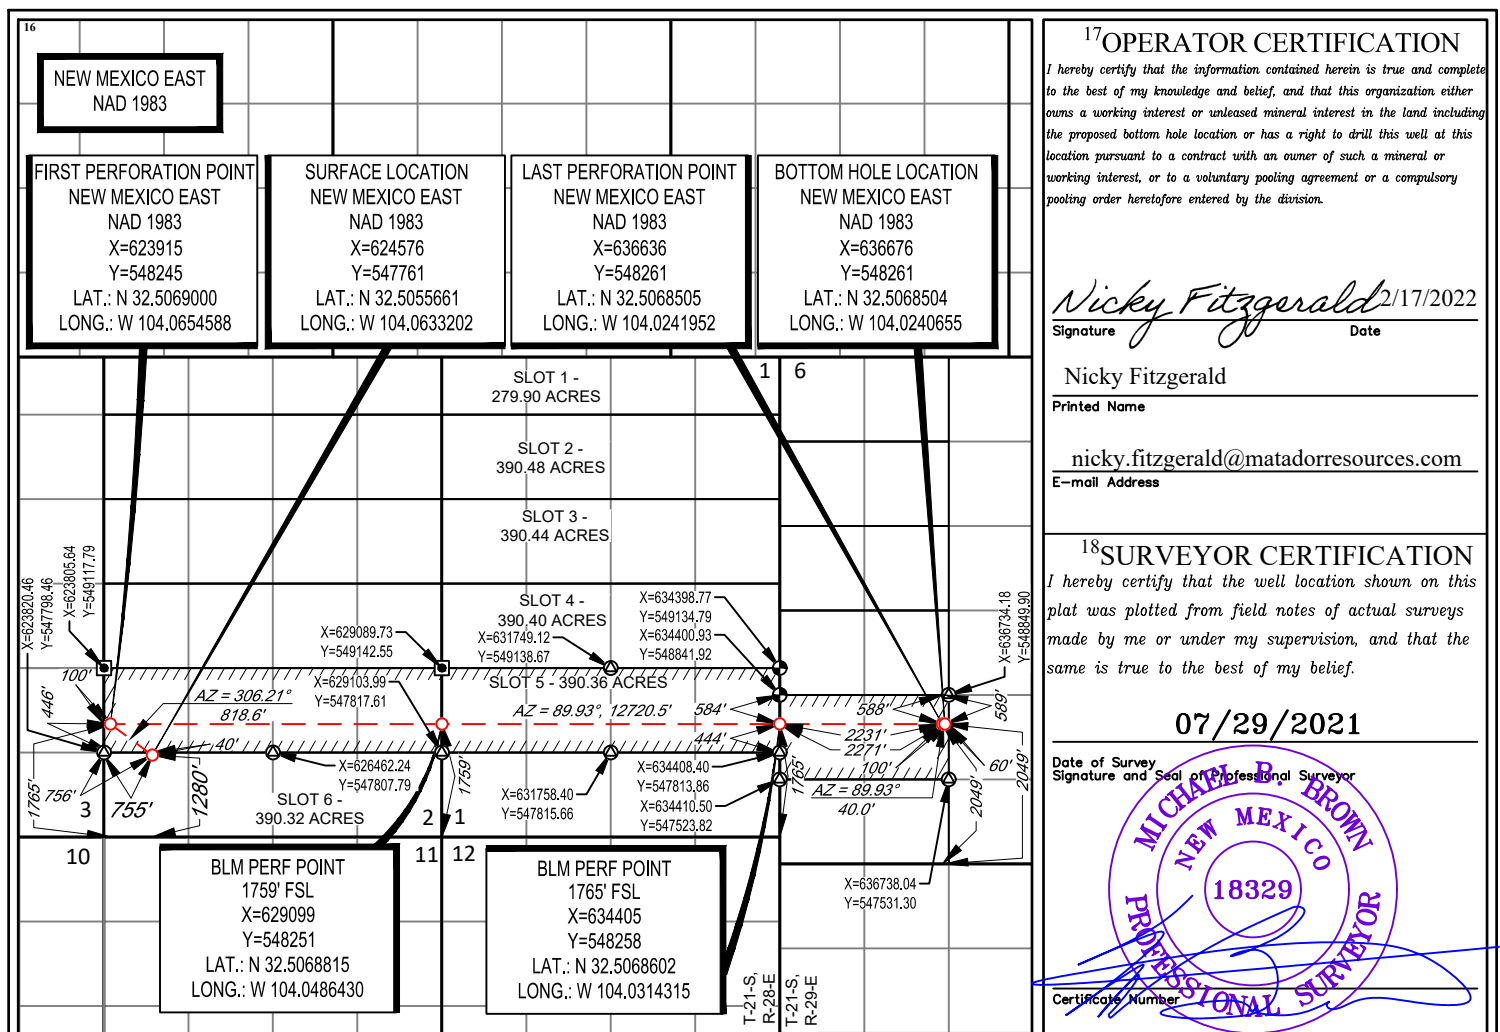 16
NEW MEXICO EAST
NAD 1983
FIRST PERFORATION POINT
NEW MEXICO EAST
NAD 1983
X=623915
Y=548245
LAT.: N 32.5069000
LONG.: W 104.0654588
SURFACE LOCATION
NEW MEXICO EAST
NAD 1983
X=624576
Y=547761
LAT.: N 32.5055661
LONG.: W 104.0633202
LAST PERFORATION POINT
NEW MEXICO EAST
NAD 1983
X=636636
Y=548261
LAT.: N 32.5068505
LONG.: W 104.0241952
BOTTOM HOLE LOCATION
NEW MEXICO EAST
NAD 1983
X=636676
Y=548261
LAT.: N 32.5068504
LONG.: W 104.0240655
1 6
SLOT 1 -
279.90 ACRES
SLOT 2 -
390.48 ACRES
SLOT 3 -
390.44 ACRES
SLOT 4 -
390.40 ACRES
X=623820.46
Y=547798.46
X=623805.64
Y=549117.79
X=629089.73
Y=549142.55
X=631749.12
Y=549138.67
X=634398.77
Y=549134.79
X=634400.93
Y=548841.92
X=636734.18
Y=548849.90
X=629103.99
Y=547817.61
SLOT 5 - 390.36 ACRES
100'
446'
AZ = 306.21°
818.6'
AZ = 89.93°, 12720.5'
584'
588'
589'
444'
2231'
2271'
40'
100'
60'
1765'
756'
755'
1280'
X=626462.24
Y=547807.79
1759'
X=631758.40
Y=547815.66
X=634408.40
Y=547813.86
X=634410.50
Y=547523.82
1765'
AZ = 89.93°
40.0'
2049'
2049'
3
SLOT 6 -
390.32 ACRES
2 1
10
11 12
BLM PERF POINT
1759' FSL
X=629099
Y=548251
LAT.: N 32.5068815
LONG.: W 104.0486430
BLM PERF POINT
1765' FSL
X=634405
Y=548258
LAT.: N 32.5068602
LONG.: W 104.0314315
X=636738.04
Y=547531.30
T-21-S,
R-28-E
T-21-S,
R-29-E
17OPERATOR CERTIFICATION
I hereby certify that the information contained herein is true and complete
to the best of my knowledge and belief, and that this organization either
owns a working interest or unleased mineral interest in the land including
the proposed bottom hole location or has a right to drill this well at this
location pursuant to a contract with an owner of such a mineral or
working interest, or to a voluntary pooling agreement or a compulsory
pooling order heretofore entered by the division.
Nicky Fitzgerald 2/17/2022
Signature Date
Nicky Fitzgerald
Printed Name
nicky.fitzgerald@matadorresources.com
E-mail Address
18SURVEYOR CERTIFICATION
I hereby certify that the well location shown on this
plat was plotted from field notes of actual surveys
made by me or under my supervision, and that the
same is true to the best of my belief.
07/29/2021
Date of Survey
Signature and Seal of Professional Surveyor
MICHAEL B. BROWN
NEW MEXICO
18329
PROFESSIONAL SURVEYOR
Certificate Number